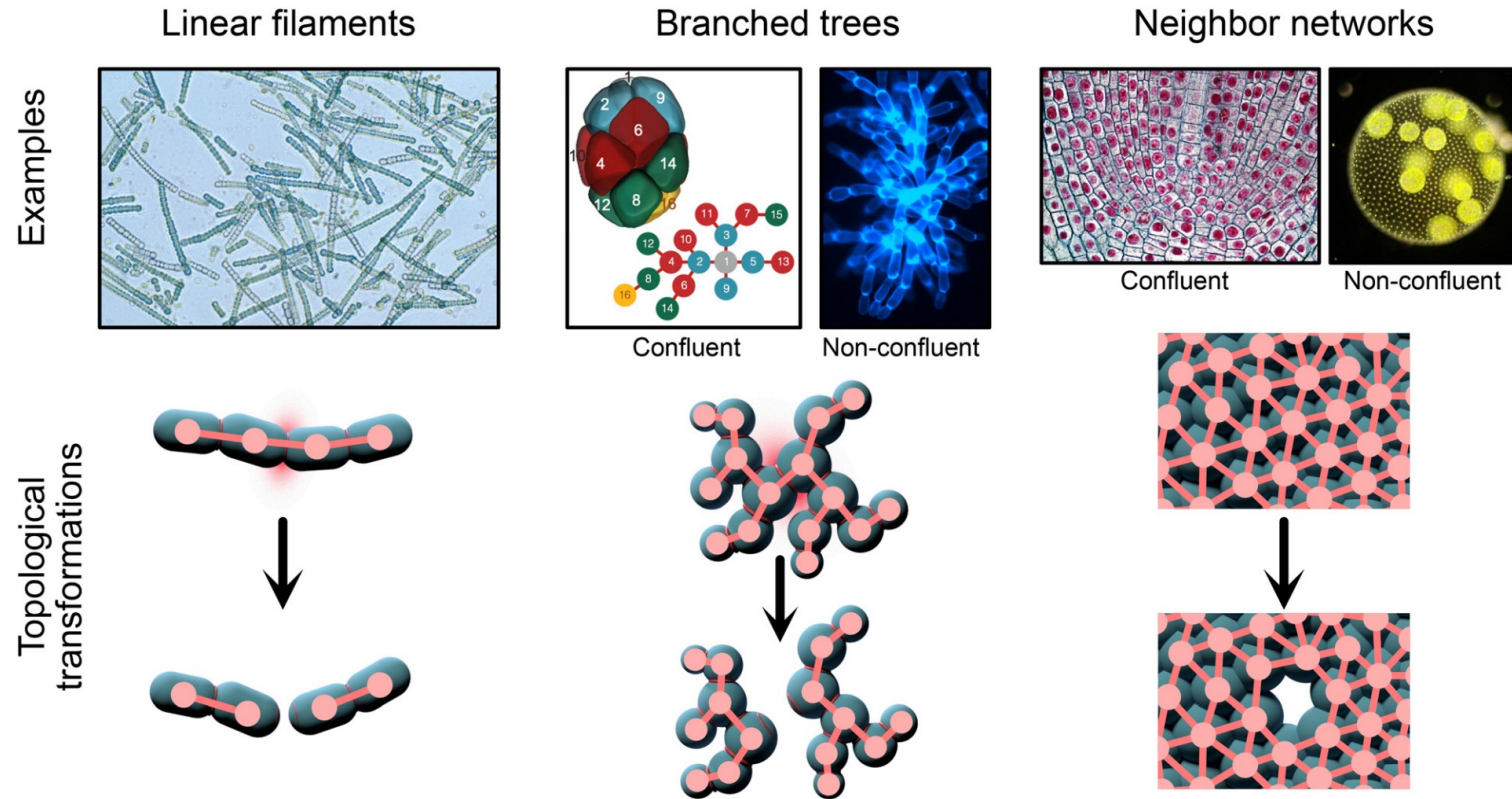 Linear filaments
Branched trees
Neighbor networks
Examples
1
2
9
6
10
4
14
12
8
16
11
7
15
3
12
10
4
2
1
5
13
8
6
9
16
14
Confluent
Non-confluent
Confluent
Non-confluent
Topological
transformations